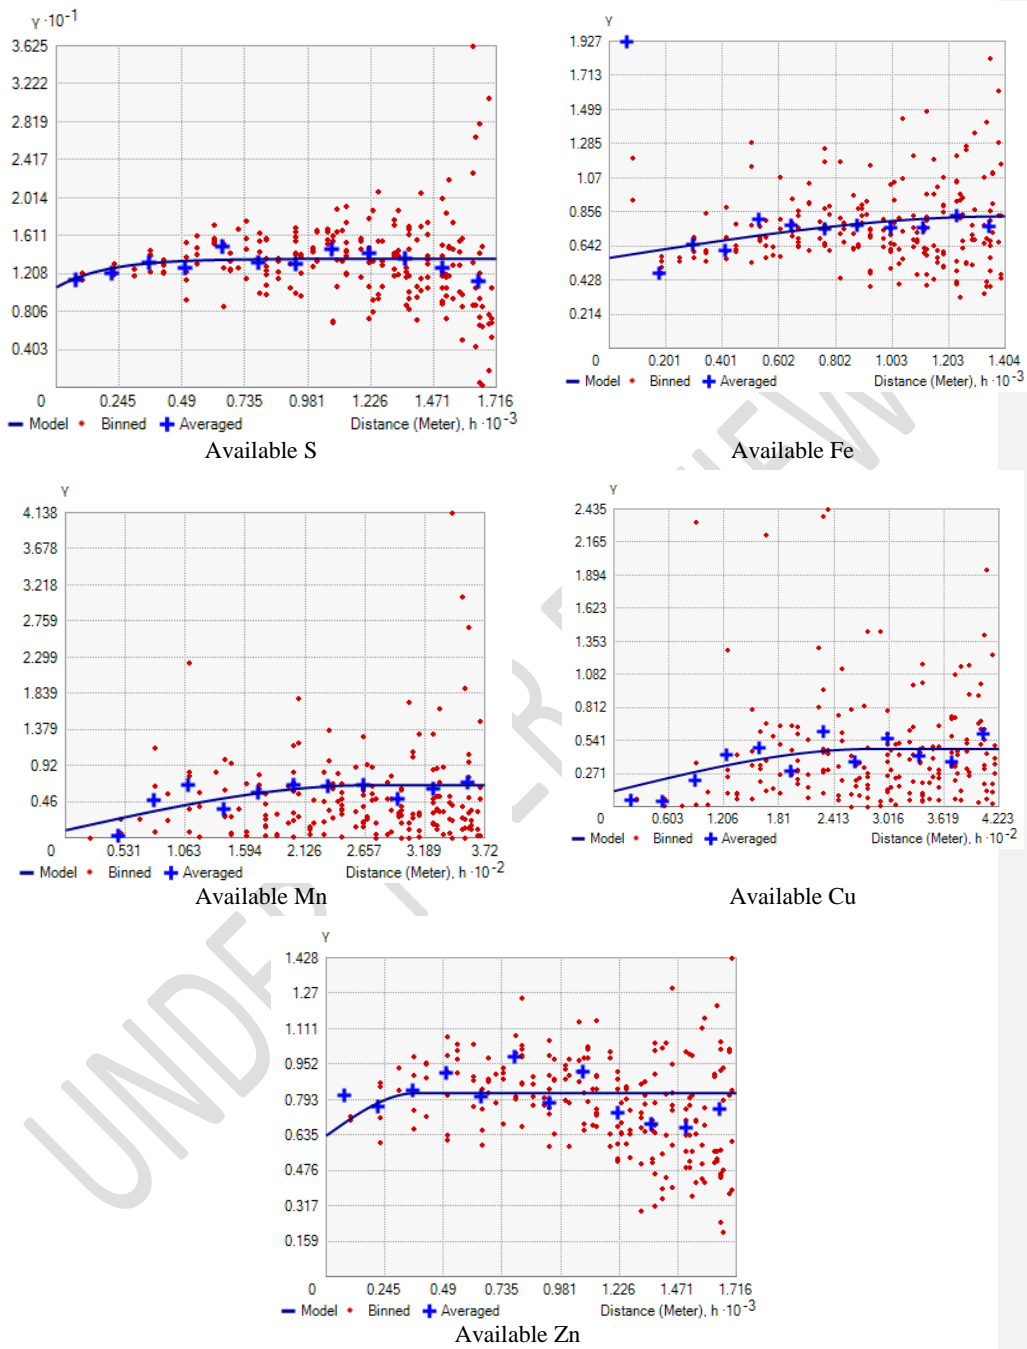 γ · 10⁻¹
3.625
3.222
2.819
2.417
2.014
1.611
1.208
0.806
0.403
0 0.245 0.49 0.735 0.981 1.226 1.471 1.716
Model Binned Averaged Distance (Meter), h · 10⁻³
Available S
γ
1.927
1.713
1.499
1.285
1.07
0.856
0.642
0.428
0.214
0 0.201 0.401 0.602 0.802 1.003 1.203 1.404
Model Binned Averaged Distance (Meter), h · 10⁻³
Available Fe
γ
4.138
3.678
3.218
2.759
2.299
1.839
1.379
0.92
0.46
0 0.531 1.063 1.594 2.126 2.657 3.189 3.72
Model Binned Averaged Distance (Meter), h · 10⁻²
Available Mn
γ
2.435
2.165
1.894
1.623
1.353
1.082
0.812
0.541
0.271
0 0.603 1.206 1.81 2.413 3.016 3.619 4.223
Model Binned Averaged Distance (Meter), h · 10⁻²
Available Cu
γ
1.428
1.27
1.111
0.952
0.793
0.635
0.476
0.317
0.159
0 0.245 0.49 0.735 0.981 1.226 1.471 1.716
Model Binned Averaged Distance (Meter), h · 10⁻³
Available Zn